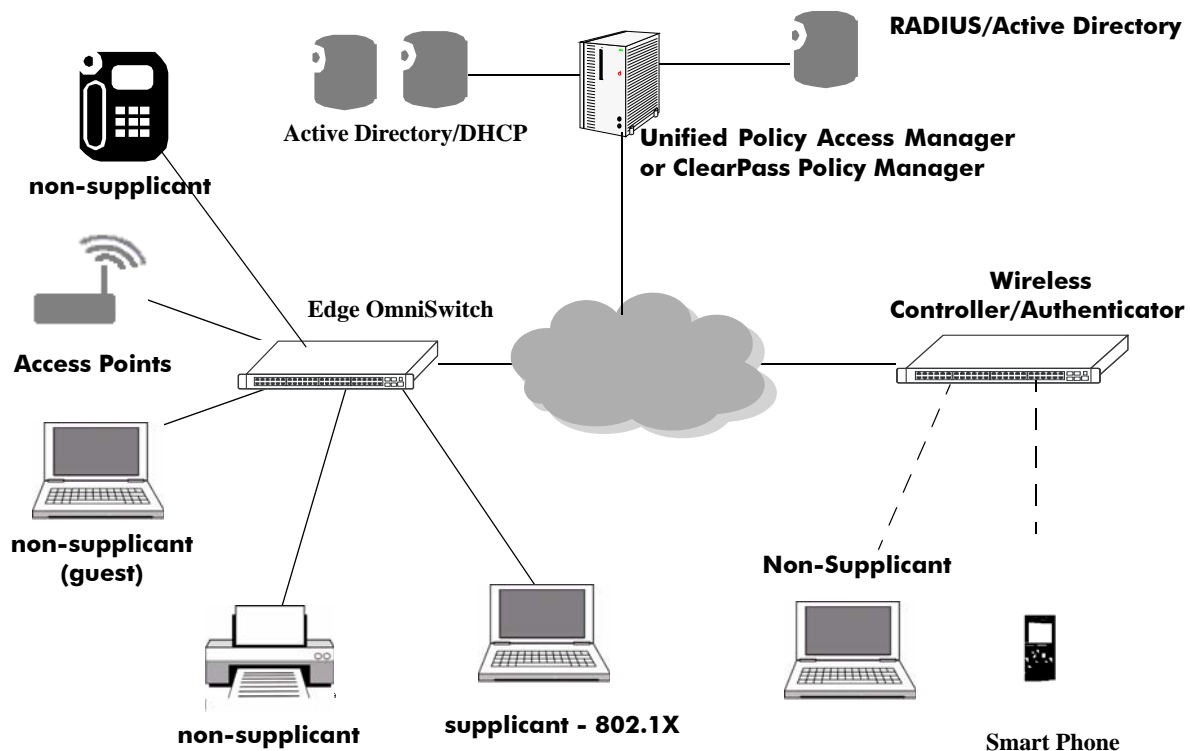 RADIUS/Active Directory
Active Directory/DHCP
Unified Policy Access Manager
or ClearPass Policy Manager
non-supplicant
Edge OmniSwitch
Wireless
Controller/Authenticator
Access Points
non-supplicant
(guest)
Non-Supplicant
non-supplicant
supplicant - 802.1X
Smart Phone